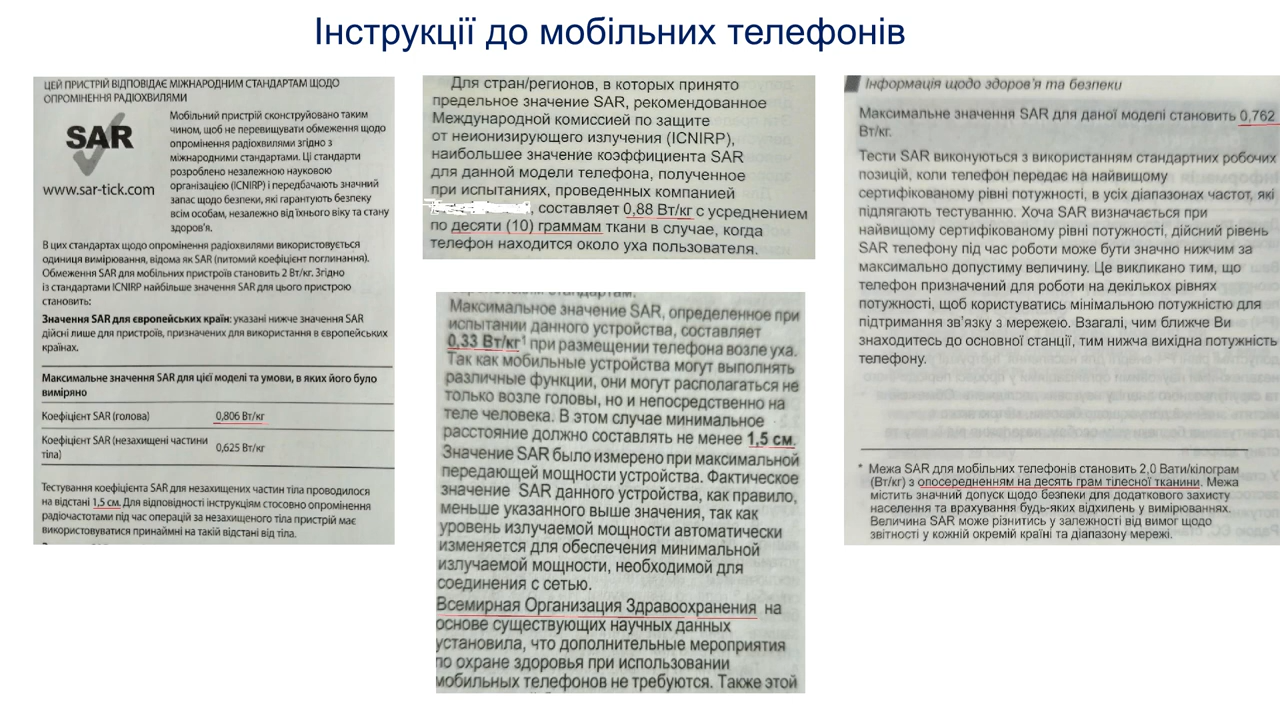 Інструкції до мобільних телефонів
ЦЕЙ ПРИСТРІЙ ВІДПОВІДАЄ МІЖНАРОДНИМ СТАНДАРТАМ ЩОДО
ОПРОМІНЕННЯ РАДІОХВИЛЯМИ
SAR
www.sar-tick.com
Мобільний пристрій сконструйовано таким
чином, щоб не перевищувати обмеження щодо
опромінення радіохвилями згідно з
міжнародними стандартами. Ці стандарти
розроблено незалежною науковою
організацією (ICNIRP) і передбачають значний
запас щодо безпеки, які гарантують безпеку
всім особам, незалежно від їхнього віку та стану
здоров'я.
В цих стандартах щодо опромінення радіохвилями використовується
одиниця вимірювання, відома як SAR (питомий коефіцієнт поглинання).
Обмеження SAR для мобільних пристроїв становить 2 Вт/кг. Згідно
із стандартами ICNIRP найбільше значення SAR для цього пристрою
становить:
Значення SAR для європейських країн: указані нижче значення SAR
дійсні лише для пристроїв, призначених для використання в європейських
країнах.
Максимальне значення SAR для цієї моделі та умови, в яких його було
виміряно
Коефіцієнт SAR (голова) 0,806 Вт/кг
Коефіцієнт SAR (незахищені частини
тіла) 0,625 Вт/кг
Тестування коефіцієнта SAR для незахищених частин тіла проводилося
на відстані 1,5 см. Для відповідності інструкціям стосовно опромінення
радіочастотами під час операцій за незахищеного тіла пристрій має
використовуватися принаймні на такій відстані від тіла.
Для стран/регионов, в которых принято
предельное значение SAR, рекомендованное
Международной комиссией по защите
от неионизирующего излучения (ICNIRP),
наибольшее значение коэффициента SAR
для данной модели телефона, полученное
при испытаниях, проведенных компанией
, составляет 0,88 Вт/кг с усреднением
по десяти (10) граммам ткани в случае, когда
телефон находится около уха пользователя.
стандартам.
Максимальное значение SAR, определенное при
испытании данного устройства, составляет
0,33 Вт/кг¹ при размещении телефона возле уха.
Так как мобильные устройства могут выполнять
различные функции, они могут располагаться не
только возле головы, но и непосредственно на
теле человека. В этом случае минимальное
расстояние должно составлять не менее 1,5 см.
Значение SAR было измерено при максимальной
передающей мощности устройства. Фактическое
значение SAR данного устройства, как правило,
меньше указанного выше значения, так как
уровень излучаемой мощности автоматически
изменяется для обеспечения минимальной
излучаемой мощности, необходимой для
соединения с сетью.
Всемирная Организация Здравоохранения на
основе существующих научных данных
установила, что дополнительные мероприятия
по охране здоровья при использовании
мобильных телефонов не требуются. Также этой
Інформація щодо здоров'я та безпеки
Максимальне значення SAR для даної моделі становить 0,762
Вт/кг.
Тести SAR виконуються з використанням стандартних робочих
позицій, коли телефон передає на найвищому
сертифікованому рівні потужності, в усіх діапазонах частот, які
підлягають тестуванню. Хоча SAR визначається при
найвищому сертифікованому рівні потужності, дійсний рівень
SAR телефону під час роботи може бути значно нижчим за
максимально допустиму величину. Це викликано тим, що
телефон призначений для роботи на декількох рівнях
потужності, щоб користуватись мінімальною потужністю для
підтримання зв'язку з мережею. Взагалі, чим ближче Ви
знаходитесь до основної станції, тим нижча вихідна потужність
телефону.
* Межа SAR для мобільних телефонів становить 2,0 Вати/кілограм
(Вт/кг) з опосередненням на десять грам тілесної тканини. Межа
містить значний допуск щодо безпеки для додаткового захисту
населення та врахування будь-яких відхилень у вимірюваннях.
Величина SAR може різнитись у залежності від вимог щодо
звітності у кожній окремій країні та діапазону мережі.